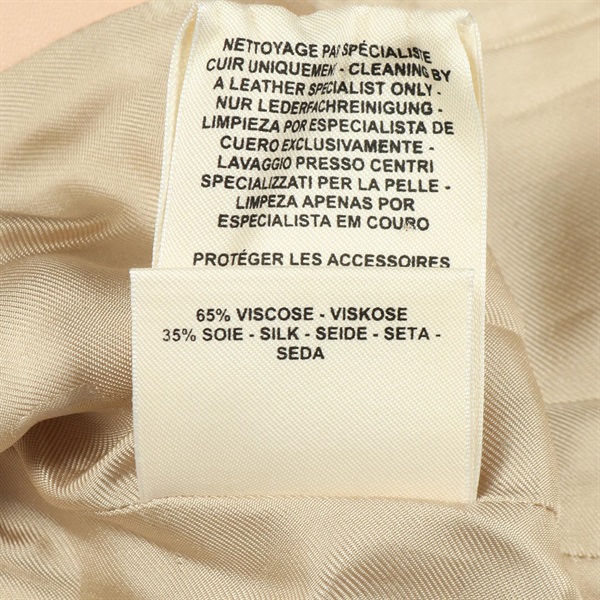 NETTOYAGE PAR SPÉCIALISTE
CUIR UNIQUEMENT - CLEANING BY
A LEATHER SPECIALIST ONLY -
NUR LEDERFACHREINIGUNG -
LIMPIEZA POR ESPECIALISTA DE
CUERO EXCLUSIVAMENTE -
LAVAGGIO PRESSO CENTRI
SPECIALIZZATI PER LA PELLE -
LIMPEZA APENAS POR
ESPECIALISTA EM COURO
PROTÉGER LES ACCESSOIRES
65% VISCOSE - VISKOSE
35% SOIE - SILK - SEIDE - SETA -
SEDA